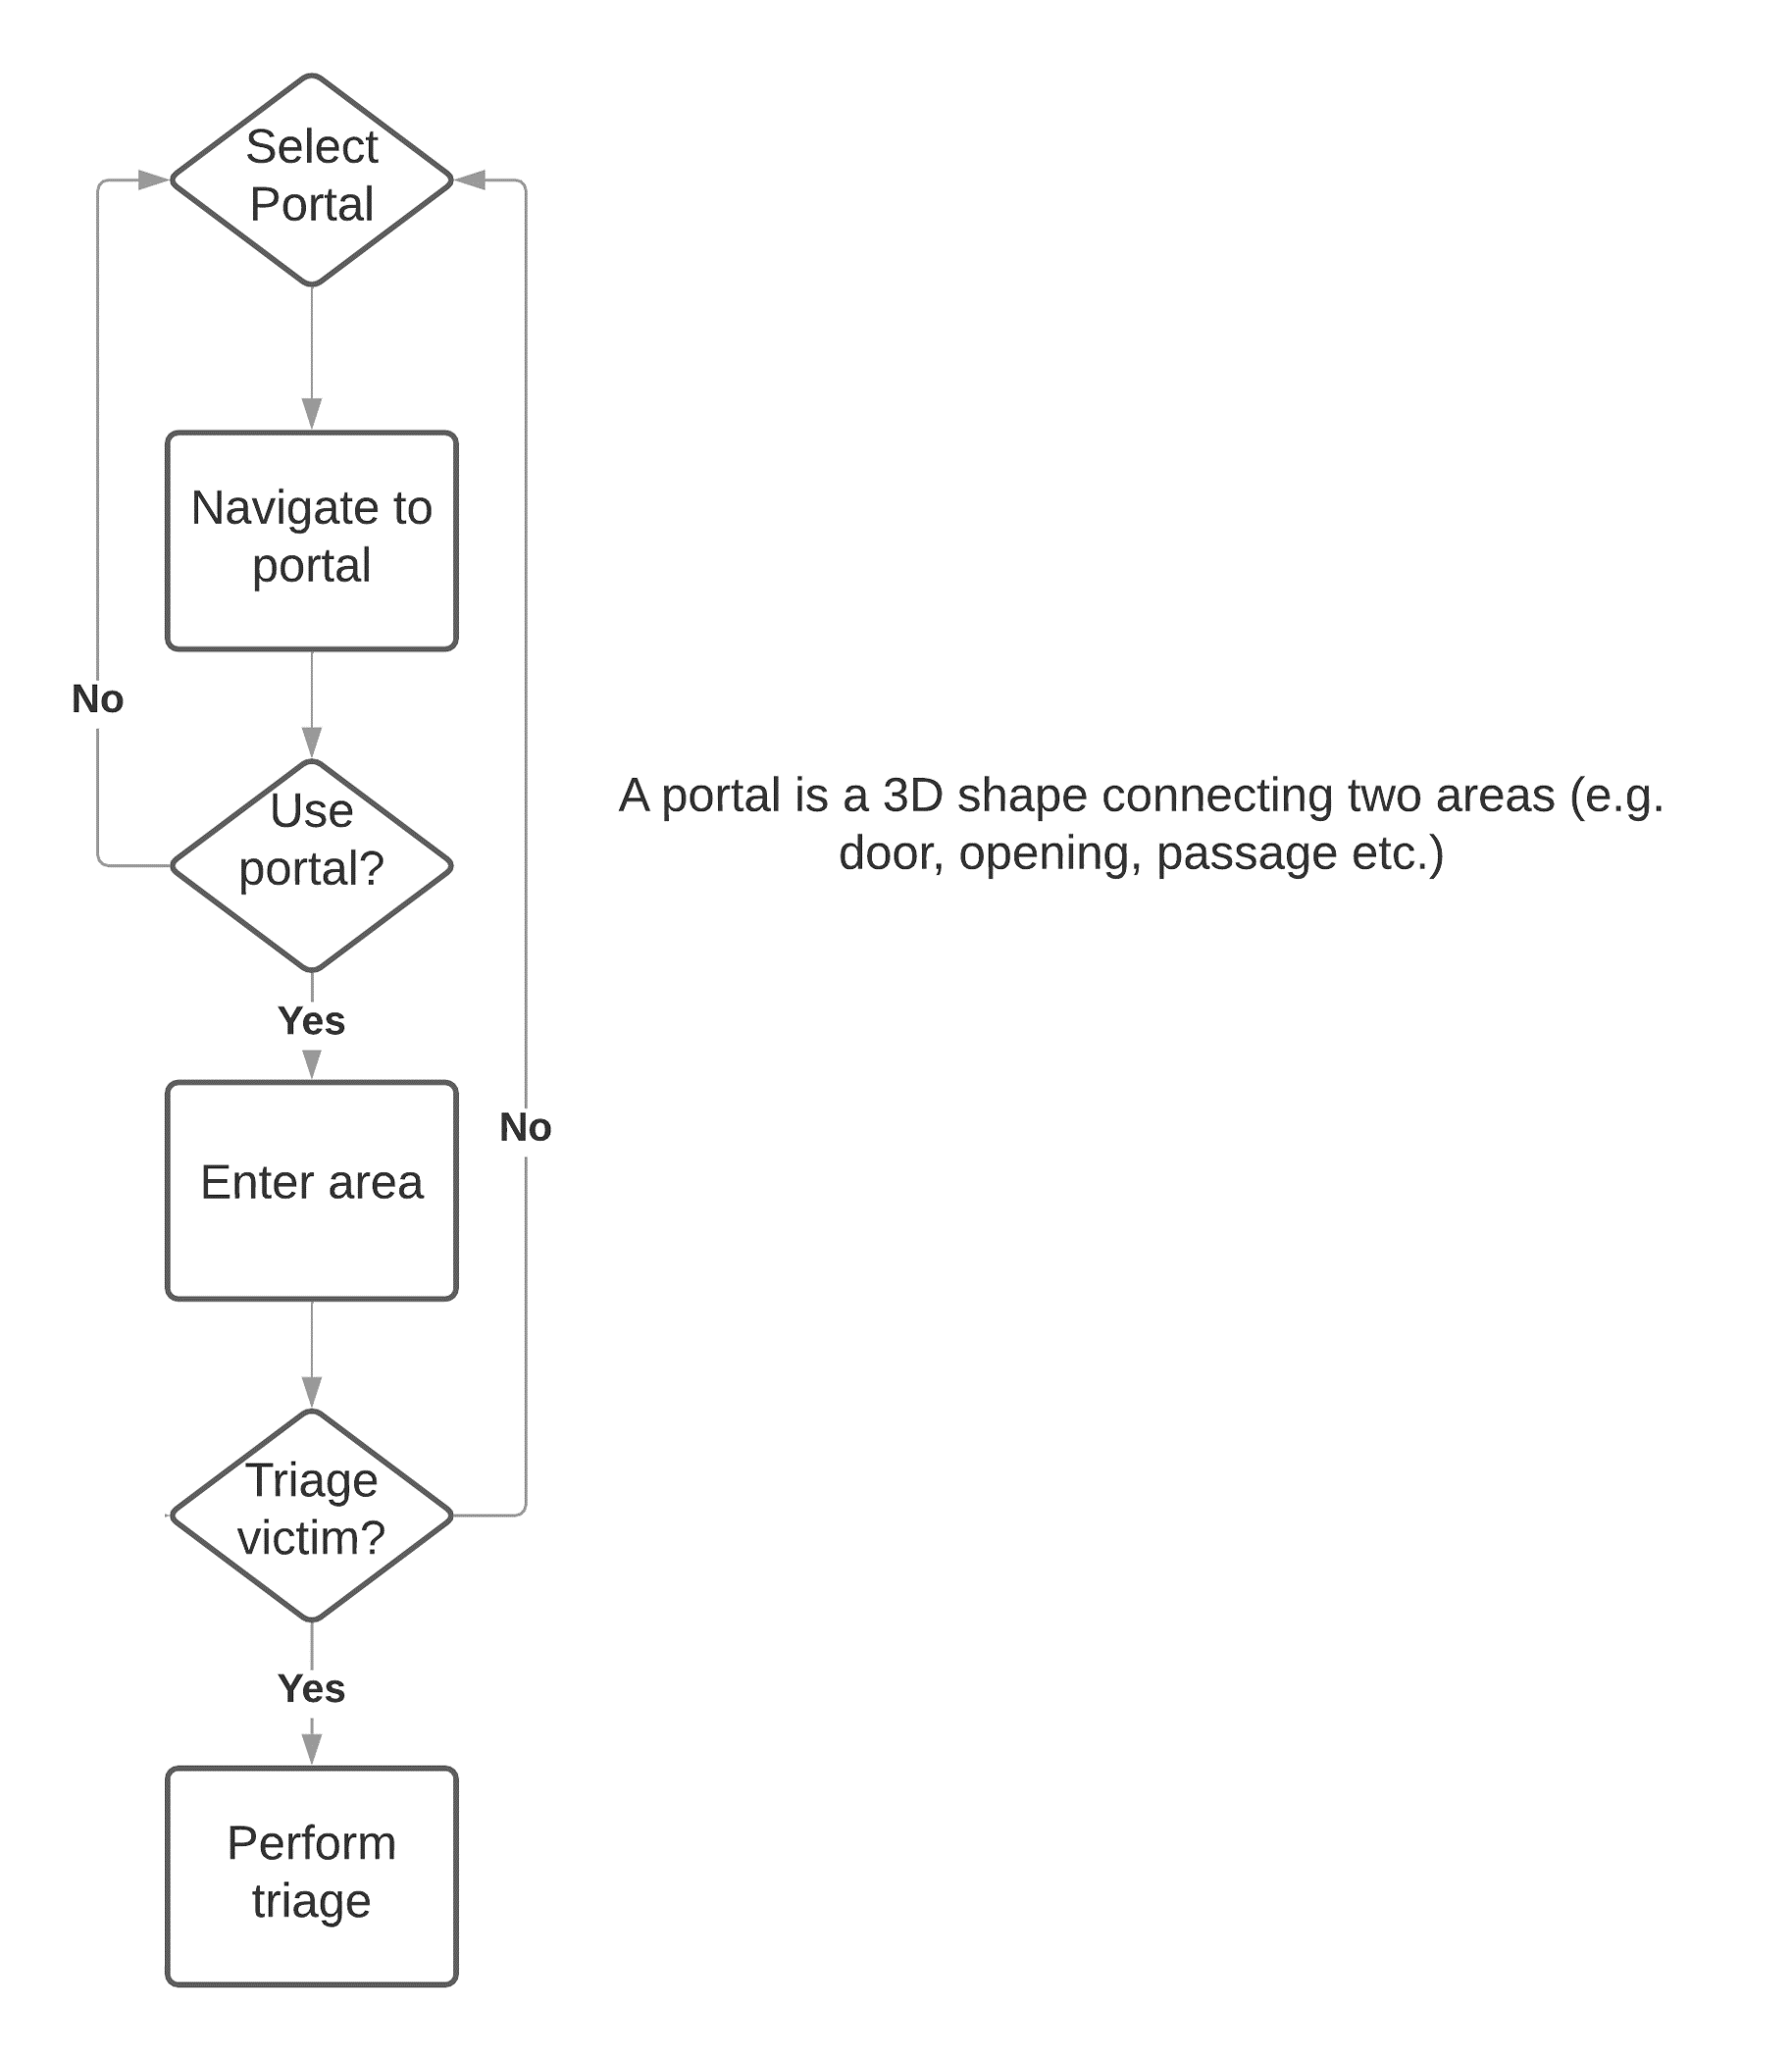 Select
Portal
Navigate to
portal
No
Use
portal?
A portal is a 3D shape connecting two areas (e.g.
door, opening, passage etc.)
Yes
Enter area
No
Triage
victim?
Yes
Perform
triage